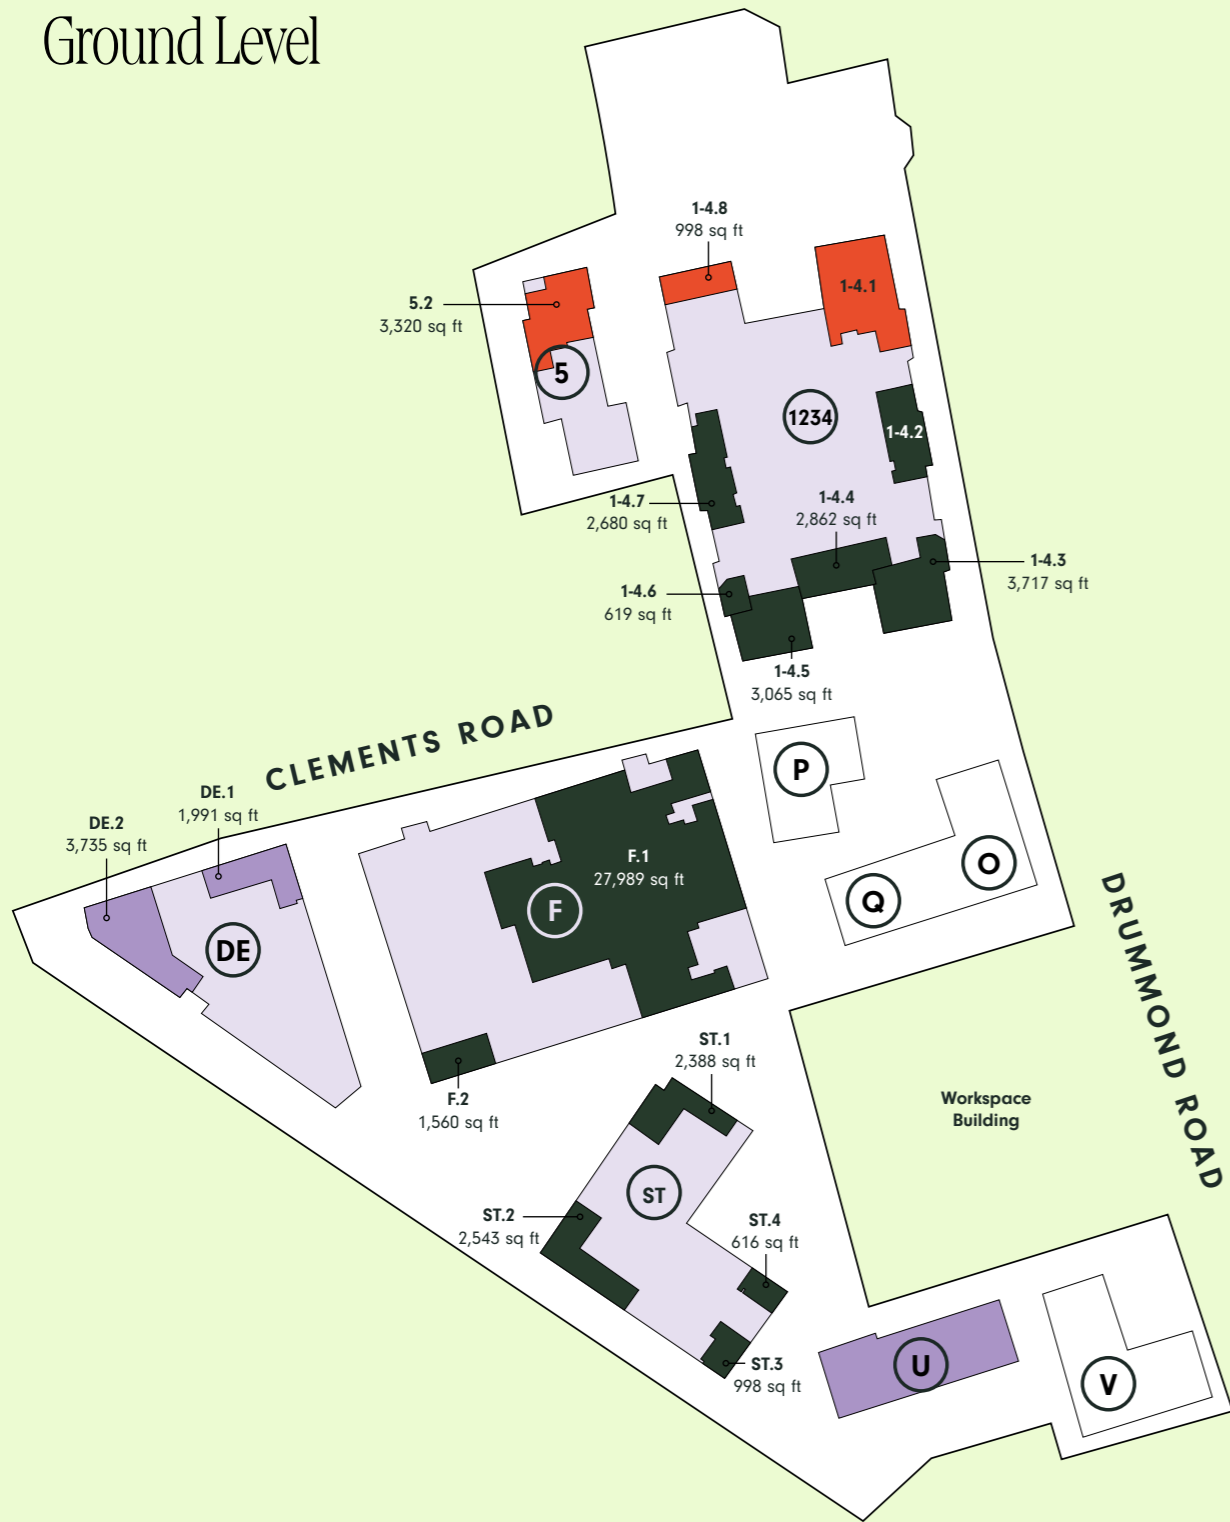 Ground Level
1-4.8
998 sq ft
1-4.1
5.2
3,320 sq ft
5
1234
1-4.2
1-4.7
2,680 sq ft
1-4.4
2,862 sq ft
1-4.3
3,717 sq ft
1-4.6
619 sq ft
1-4.5
3,065 sq ft
CLEMENTS ROAD
P
DE.1
1,991 sq ft
DE.2
3,735 sq ft
F.1
27,989 sq ft
O
Q
F
DE
DRUMMOND ROAD
ST.1
2,388 sq ft
F.2
1,560 sq ft
Workspace
Building
ST
ST.2
2,543 sq ft
ST.4
616 sq ft
ST.3
998 sq ft
U
V